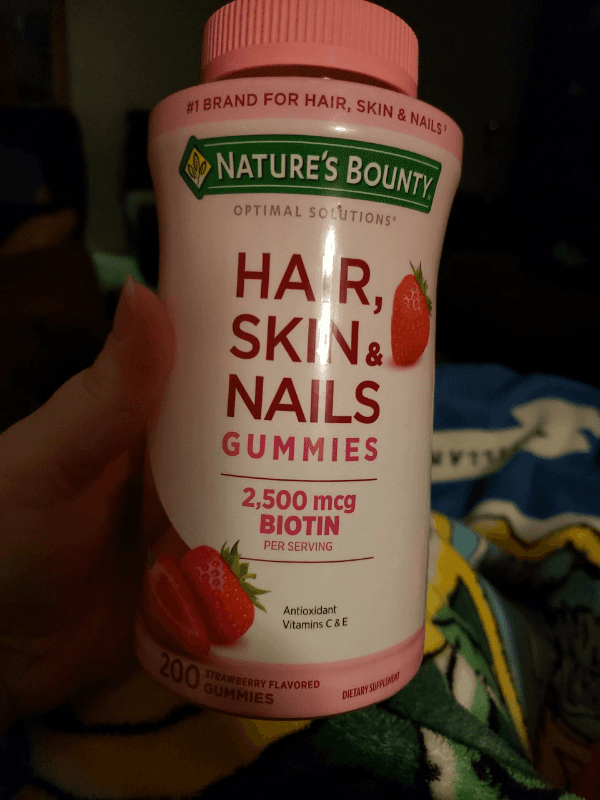 #1 BRAND FOR HAIR, SKIN & NAILS‡
NATURE'S BOUNTY®
OPTIMAL SOLUTIONS®
HAIR,
SKIN &
NAILS
GUMMIES
2,500 mcg
BIOTIN
PER SERVING
Antioxidant
Vitamins C & E
200 STRAWBERRY FLAVORED
GUMMIES
DIETARY SUPPLEMENT